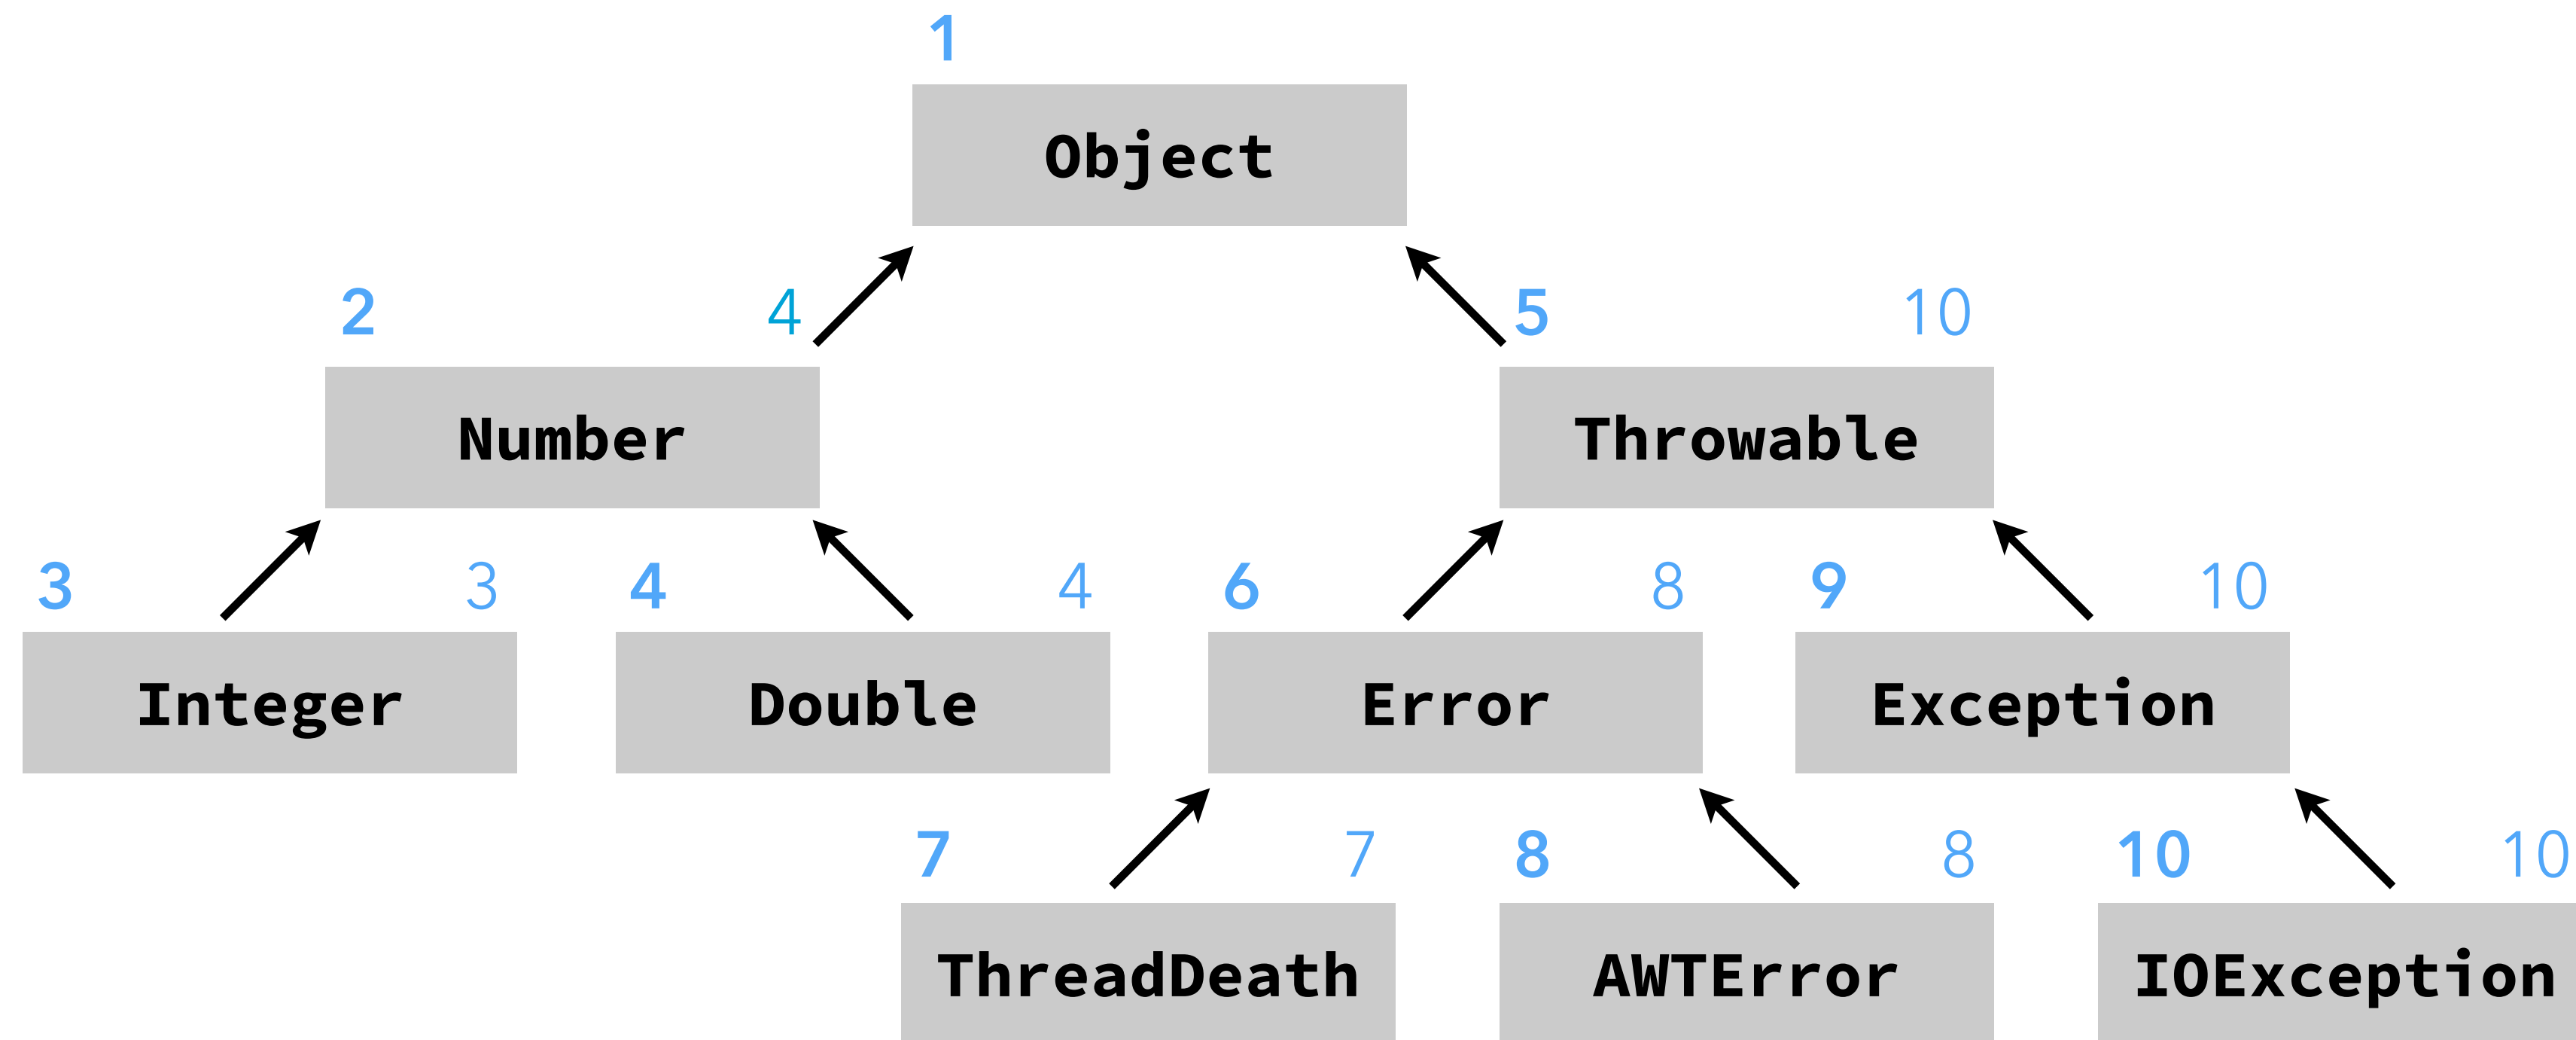 1
Object
2 4 5 10
Number Throwable
3 3 4 4 6 8 9 10
Integer Double Error Exception
7 7 8 8 10 10
ThreadDeath AWTError IOException